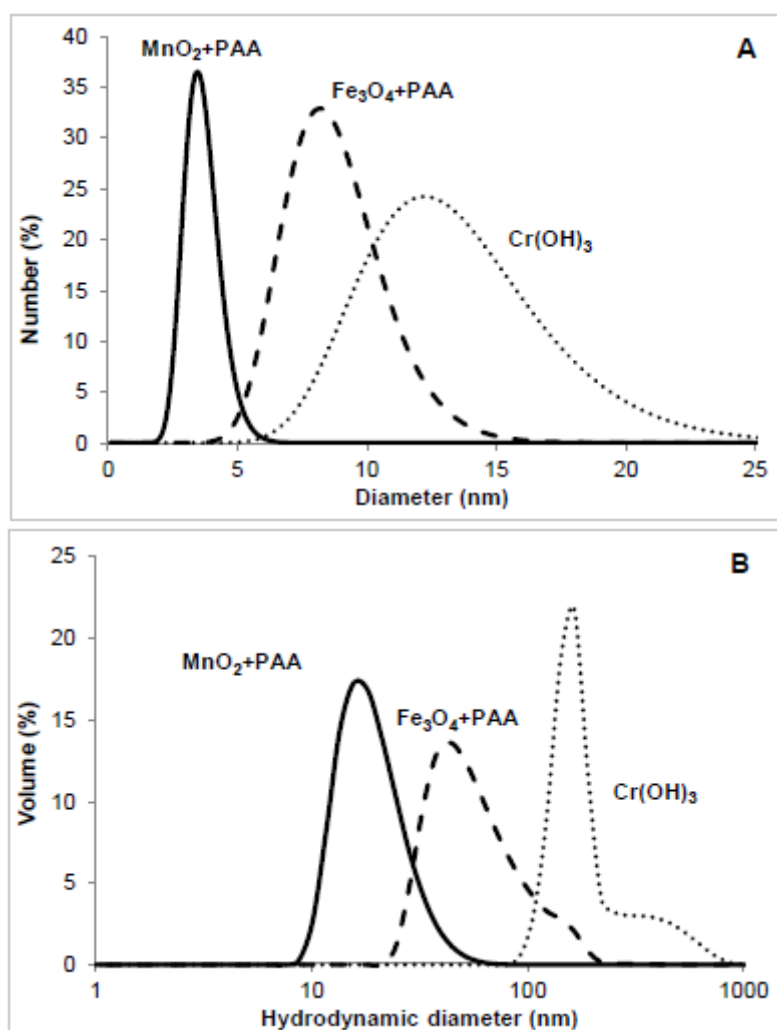 A
MnO₂+PAA
Fe₃O₄+PAA
Cr(OH)₃
Number (%)
40
35
30
25
20
15
10
5
0
0 5 10 15 20 25
Diameter (nm)
B
MnO₂+PAA
Fe₃O₄+PAA
Cr(OH)₃
Volume (%)
25
20
15
10
5
0
1 10 100 1000
Hydrodynamic diameter (nm)